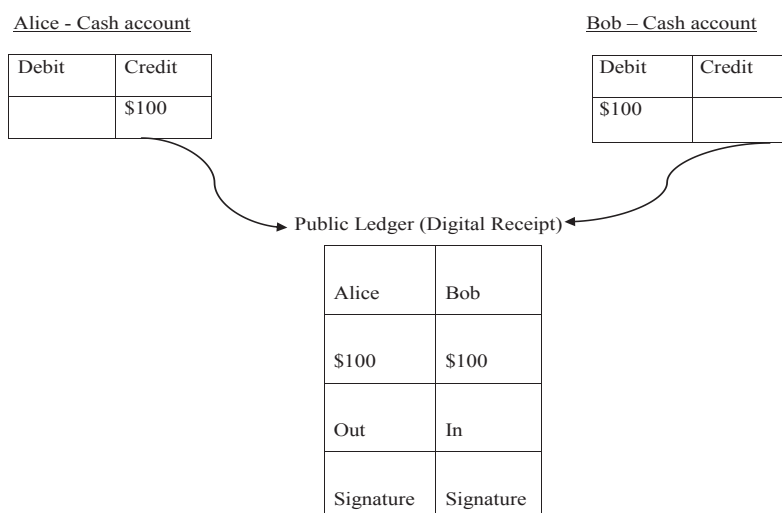 Alice - Cash account
Debit Credit
$100
Bob – Cash account
Debit Credit
$100
Public Ledger (Digital Receipt)
Alice Bob
$100 $100
Out In
Signature Signature